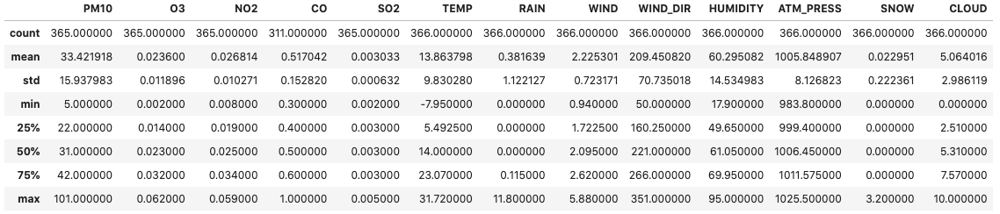 PM10 O3 NO2 CO SO2 TEMP RAIN WIND WIND_DIR HUMIDITY ATM_PRESS SNOW CLOUD
count 365.000000 365.000000 365.000000 311.000000 365.000000 366.000000 366.000000 366.000000 366.000000 366.000000 366.000000 366.000000 366.000000
mean 33.421918 0.023600 0.026814 0.517042 0.003033 13.863798 0.381639 2.225301 209.450820 60.295082 1005.848907 0.022951 5.064016
std 15.937983 0.011896 0.010271 0.152820 0.000632 9.830280 1.122127 0.723171 70.735018 14.534983 8.126823 0.222361 2.986119
min 5.000000 0.002000 0.008000 0.300000 0.002000 -7.950000 0.000000 0.940000 50.000000 17.900000 983.800000 0.000000 0.000000
25% 22.000000 0.014000 0.019000 0.400000 0.003000 5.492500 0.000000 1.722500 160.250000 49.650000 999.400000 0.000000 2.510000
50% 31.000000 0.023000 0.025000 0.500000 0.003000 14.000000 0.000000 2.095000 221.000000 61.050000 1006.450000 0.000000 5.310000
75% 42.000000 0.032000 0.034000 0.600000 0.003000 23.070000 0.115000 2.620000 266.000000 69.950000 1011.575000 0.000000 7.570000
max 101.000000 0.062000 0.059000 1.000000 0.005000 31.720000 11.800000 5.880000 351.000000 95.000000 1025.500000 3.200000 10.000000